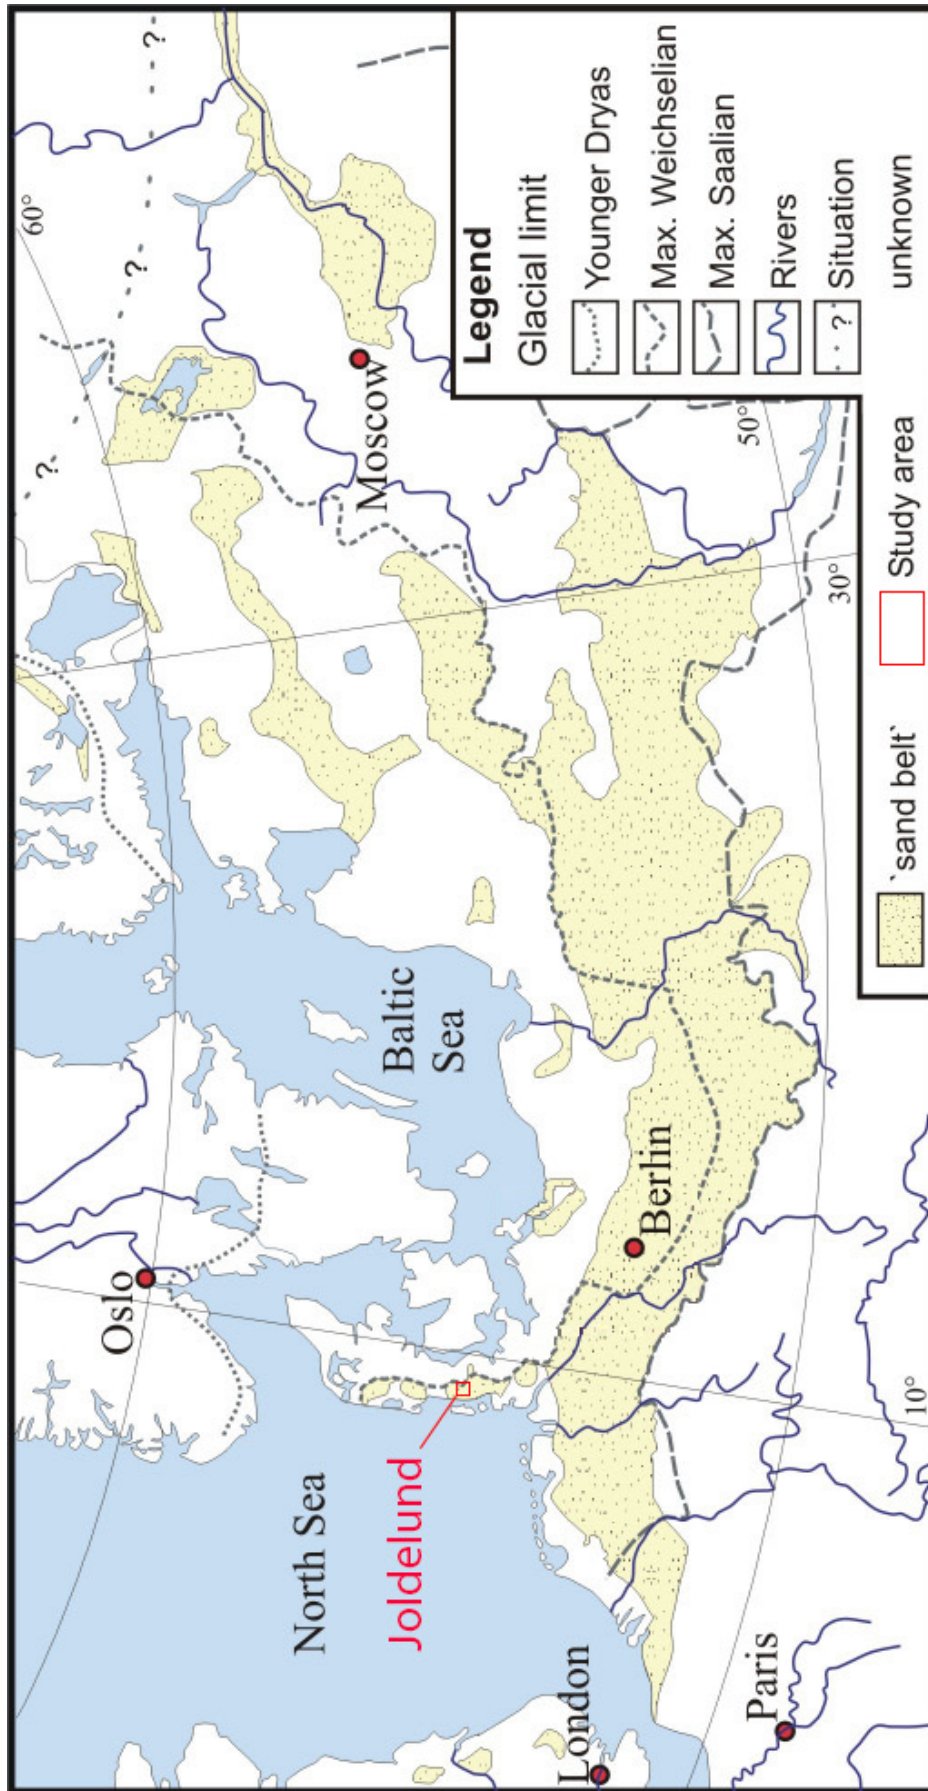 60°
?
?
?
Oslo
Moscow
North Sea
Baltic
Sea
Joldelund
London
Berlin
Paris
10°
30°
50°
Legend
Glacial limit
Younger Dryas
Max. Weichselian
Max. Saalian
Rivers
? Situation
unknown
`sand belt`
Study area